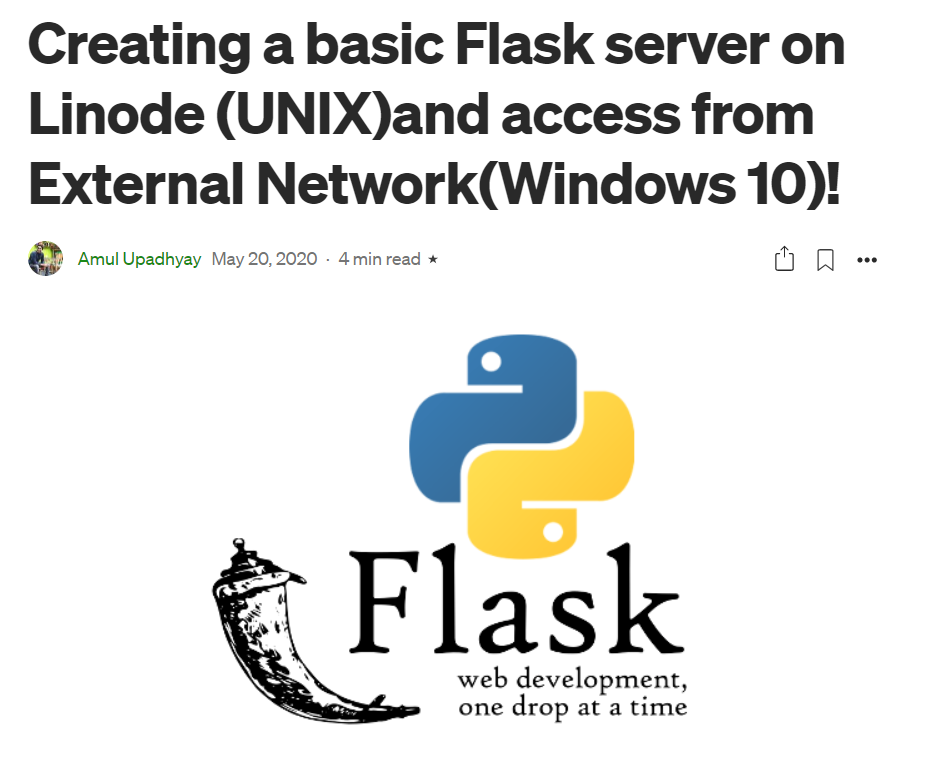 Creating a basic Flask server on
Linode (UNIX)and access from
External Network(Windows 10)!
Amul Upadhyay May 20, 2020 · 4 min read ★
Flask
web development,
one drop at a time